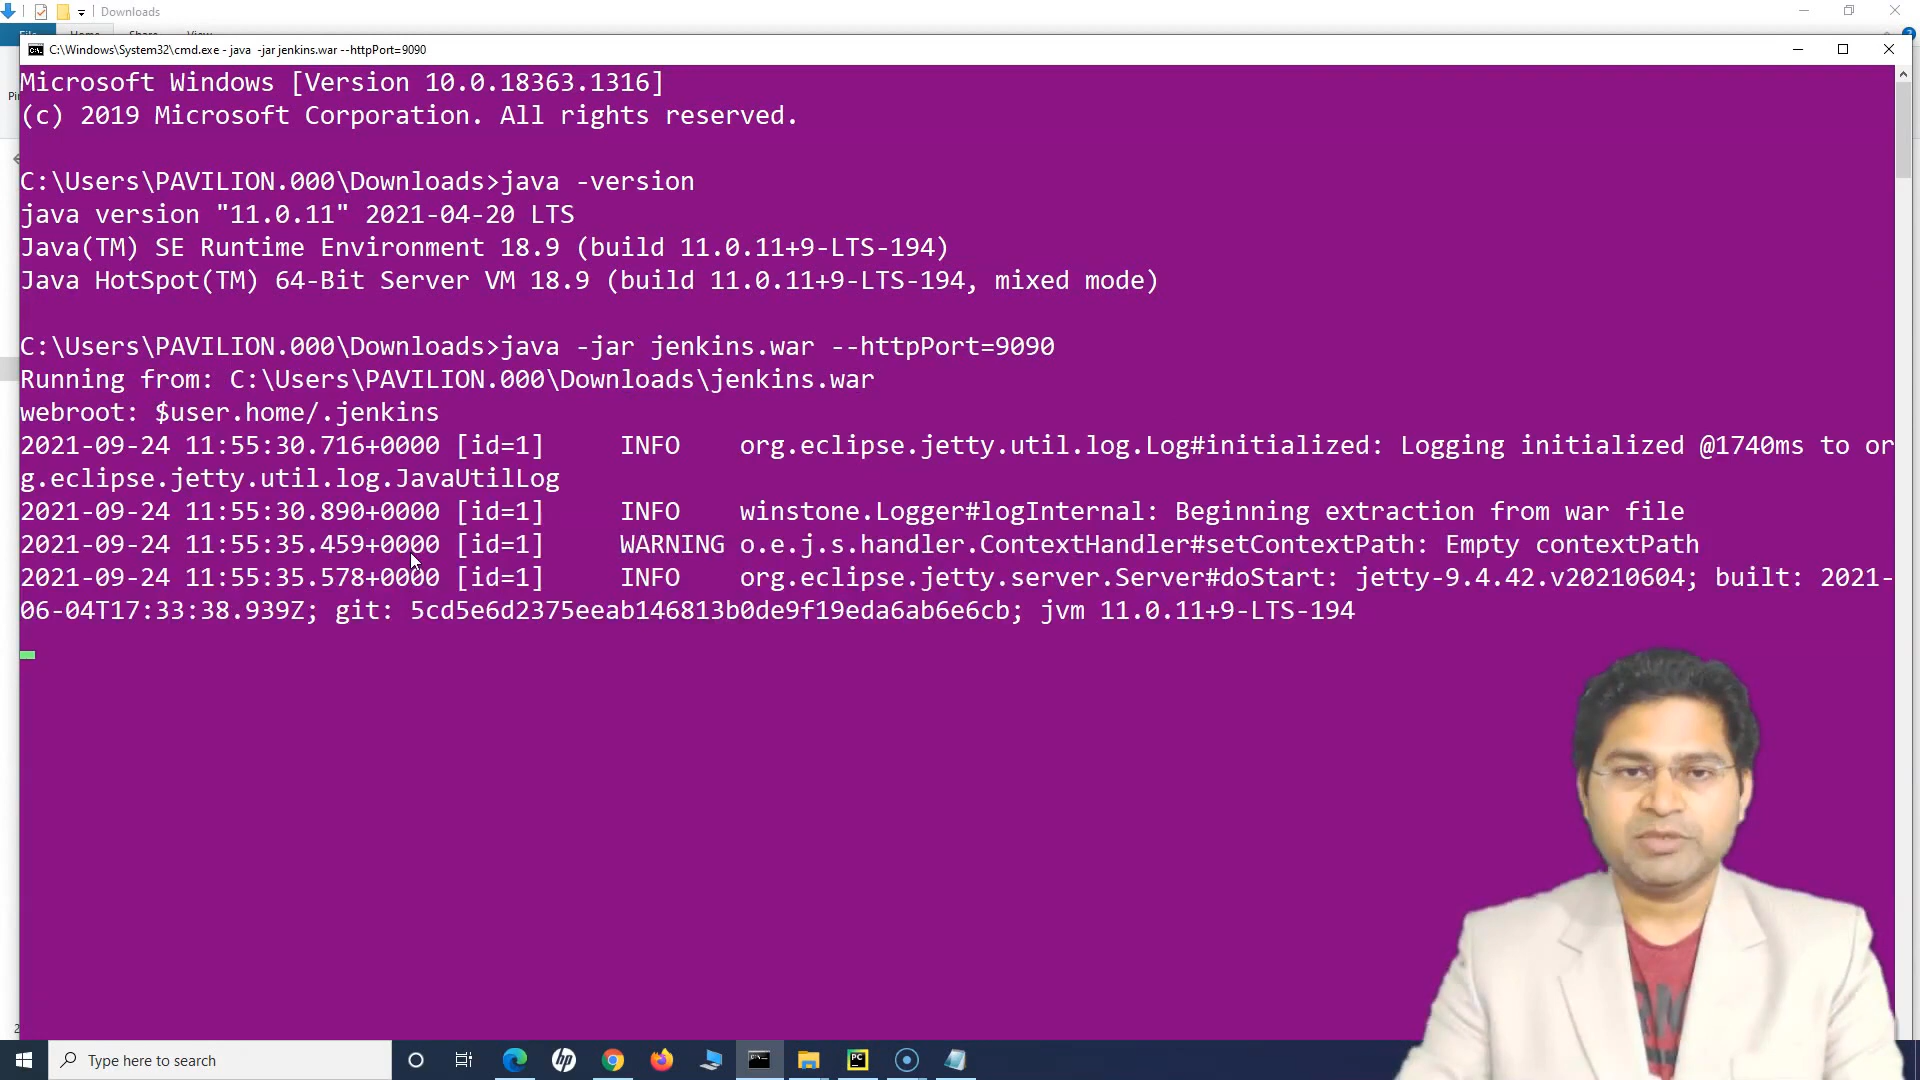 Downloads
File Home Share View
C:\Windows\System32\cmd.exe - java -jar jenkins.war --httpPort=9090
Microsoft Windows [Version 10.0.18363.1316]
(c) 2019 Microsoft Corporation. All rights reserved.
C:\Users\PAVILION.000\Downloads>java -version
java version "11.0.11" 2021-04-20 LTS
Java(TM) SE Runtime Environment 18.9 (build 11.0.11+9-LTS-194)
Java HotSpot(TM) 64-Bit Server VM 18.9 (build 11.0.11+9-LTS-194, mixed mode)
C:\Users\PAVILION.000\Downloads>java -jar jenkins.war --httpPort=9090
Running from: C:\Users\PAVILION.000\Downloads\jenkins.war
webroot: $user.home/.jenkins
2021-09-24 11:55:30.716+0000 [id=1] INFO org.eclipse.jetty.util.log.Log#initialized: Logging initialized @1740ms to or
g.eclipse.jetty.util.log.JavaUtilLog
2021-09-24 11:55:30.890+0000 [id=1] INFO winstone.Logger#logInternal: Beginning extraction from war file
2021-09-24 11:55:35.459+0000 [id=1] WARNING o.e.j.s.handler.ContextHandler#setContextPath: Empty contextPath
2021-09-24 11:55:35.578+0000 [id=1] INFO org.eclipse.jetty.server.Server#doStart: jetty-9.4.42.v20210604; built: 2021-
06-04T17:33:38.939Z; git: 5cd5e6d2375eeab146813b0de9f19eda6ab6e6cb; jvm 11.0.11+9-LTS-194
Type here to search
hp
PC